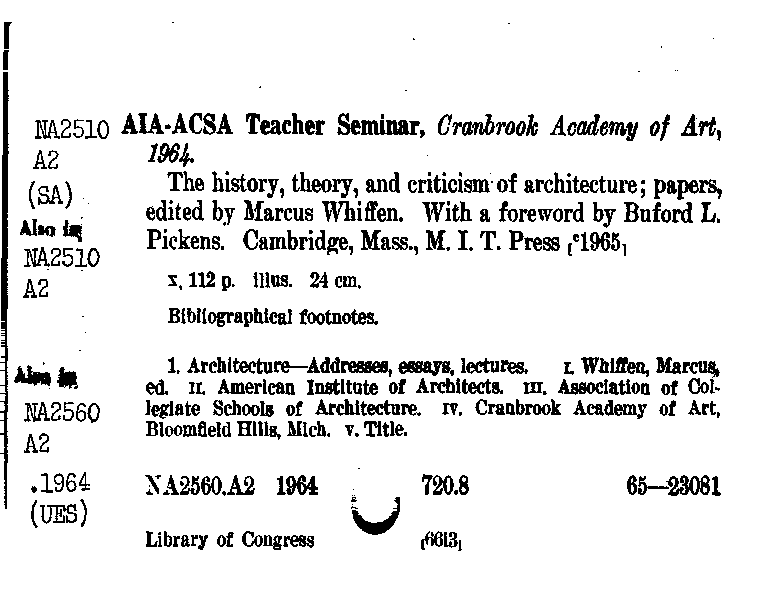 NA2510 AIA-ACSA Teacher Seminar, Cranbrook Academy of Art,
A2 1964.
(SA) The history, theory, and criticism of architecture; papers,
Also in edited by Marcus Whiffen. With a foreword by Buford L.
NA2510 Pickens. Cambridge, Mass., M. I. T. Press [c1965]
A2 x, 112 p. illus. 24 cm.
Bibliographical footnotes.
Also in 1. Architecture—Addresses, essays, lectures. I. Whiffen, Marcus,
ed. II. American Institute of Architects. III. Association of Col-
NA2560 legiate Schools of Architecture. IV. Cranbrook Academy of Art,
A2 Bloomfield Hills, Mich. V. Title.
.1964 NA2560.A2 1964 720.8 65—23081
(UES)
Library of Congress [66l3]